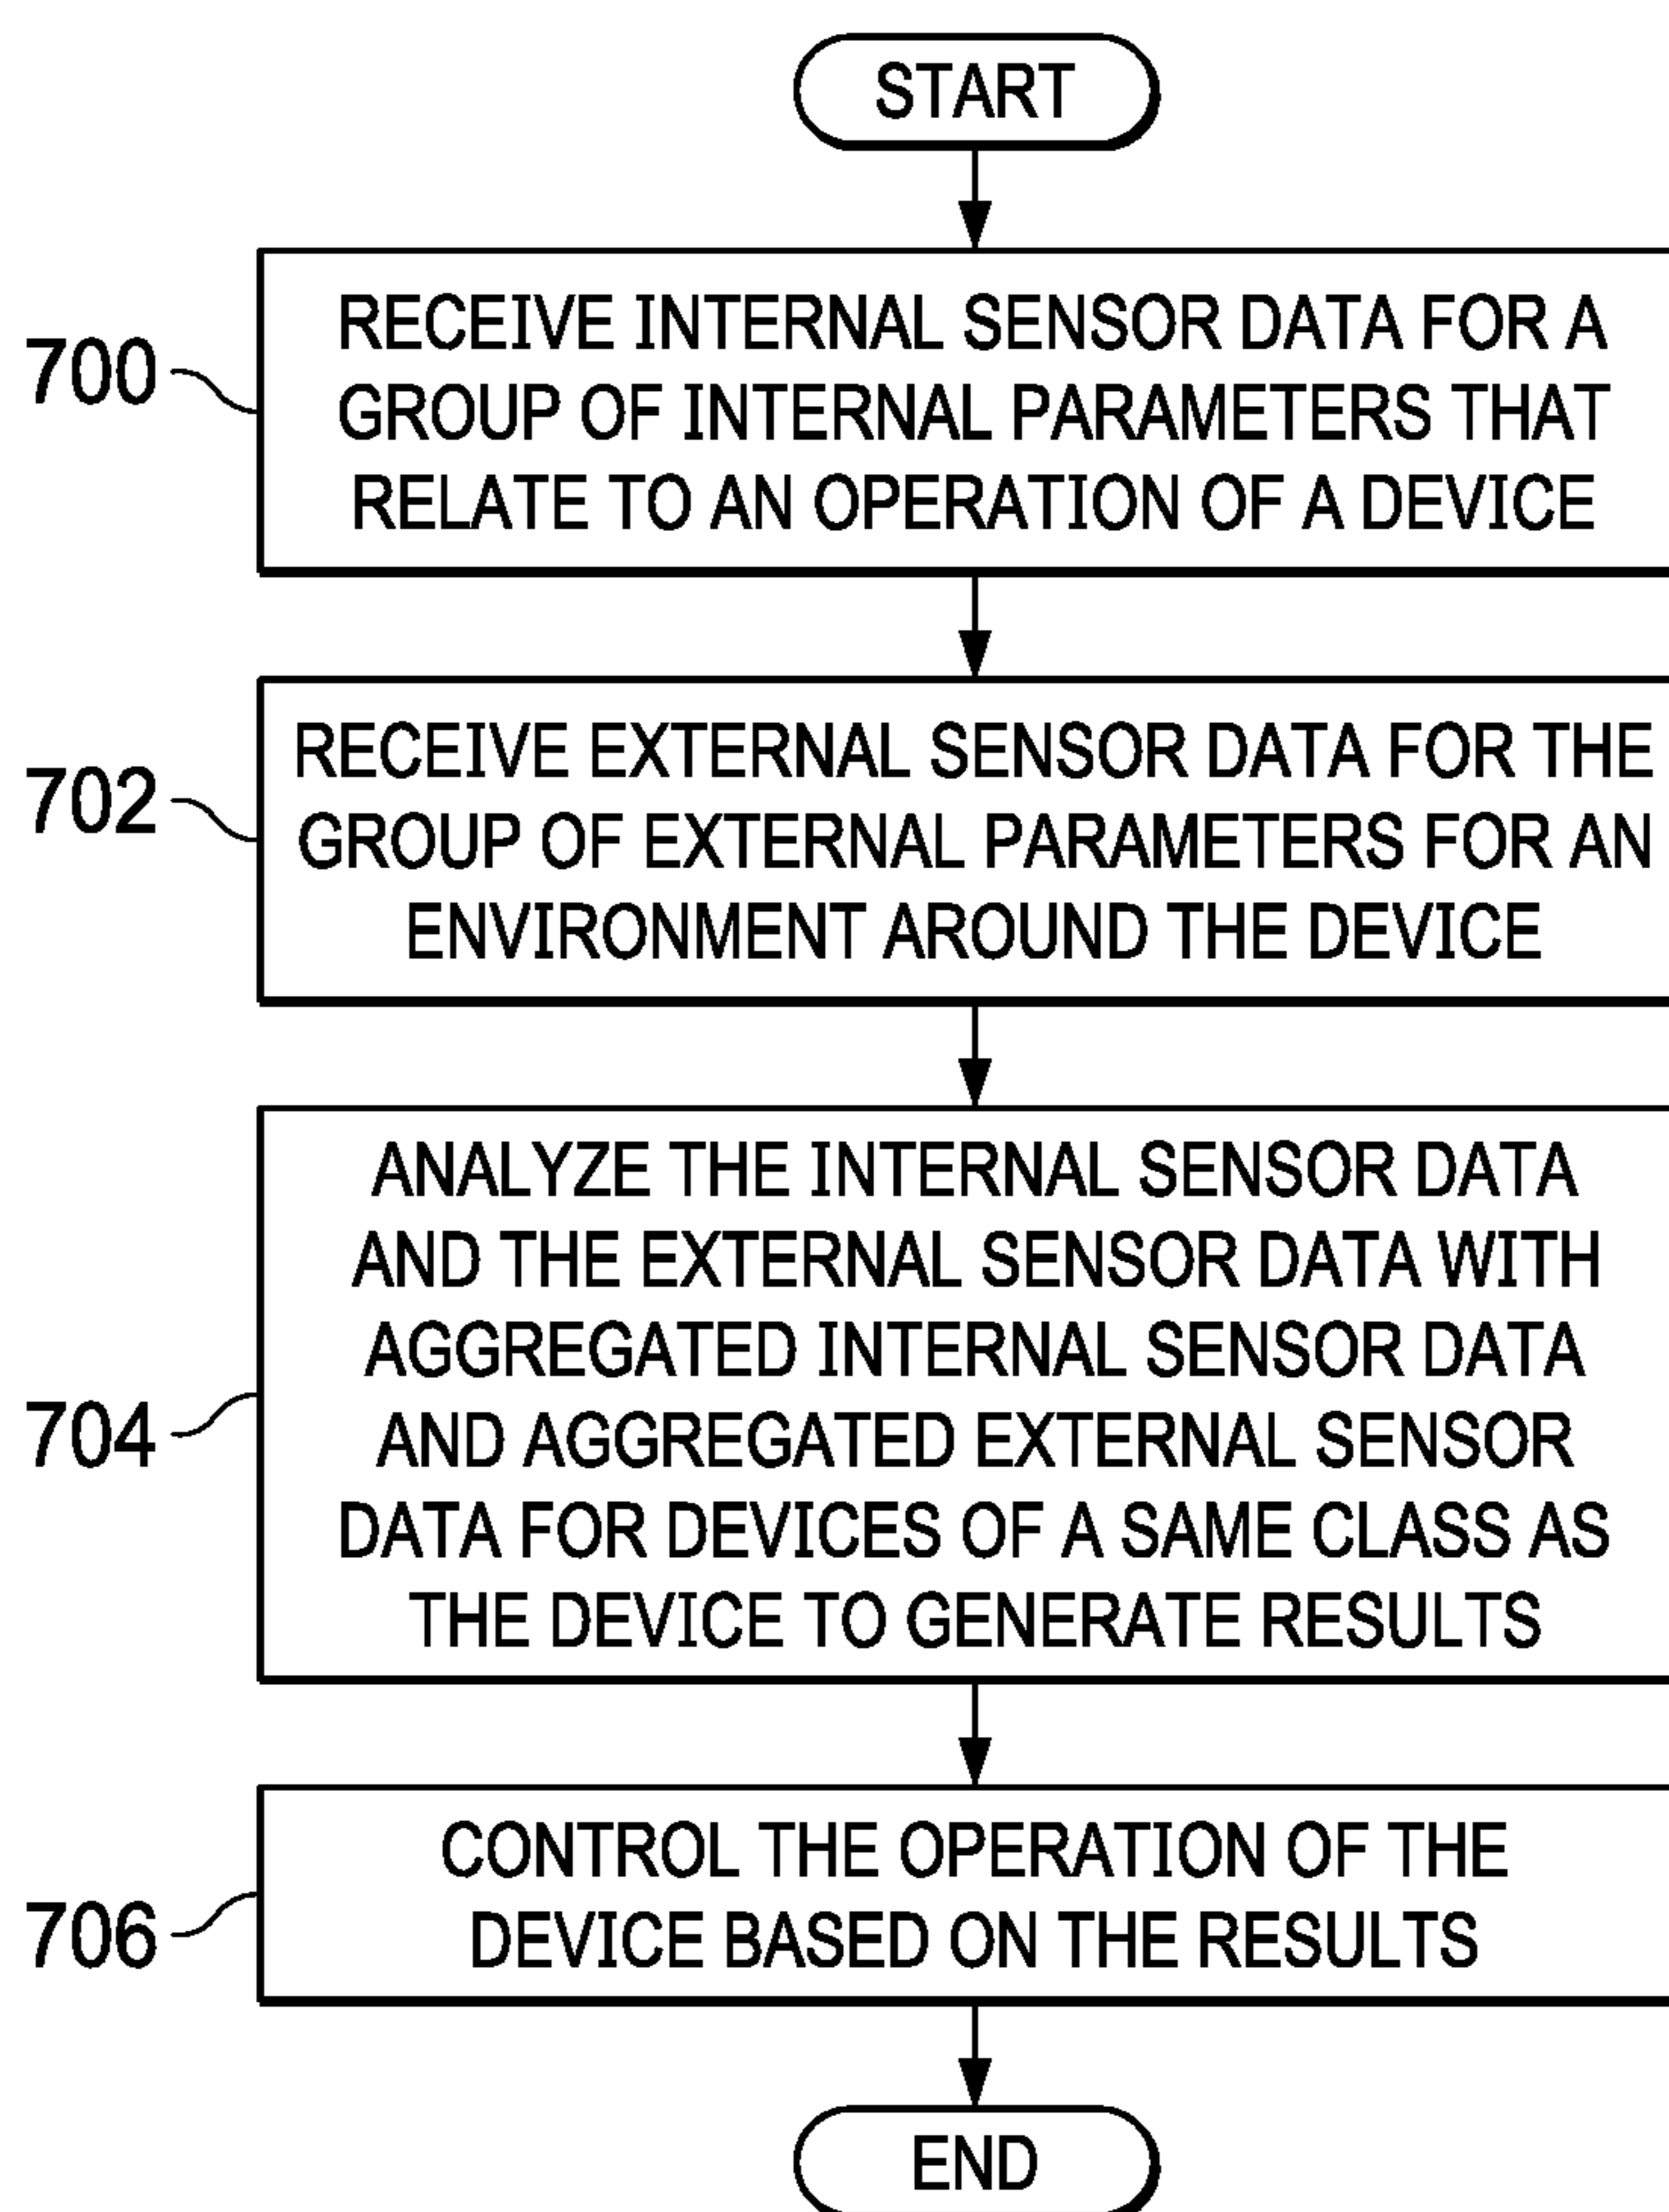 START
700
RECEIVE INTERNAL SENSOR DATA FOR A
GROUP OF INTERNAL PARAMETERS THAT
RELATE TO AN OPERATION OF A DEVICE
702
RECEIVE EXTERNAL SENSOR DATA FOR THE
GROUP OF EXTERNAL PARAMETERS FOR AN
ENVIRONMENT AROUND THE DEVICE
704
ANALYZE THE INTERNAL SENSOR DATA
AND THE EXTERNAL SENSOR DATA WITH
AGGREGATED INTERNAL SENSOR DATA
AND AGGREGATED EXTERNAL SENSOR
DATA FOR DEVICES OF A SAME CLASS AS
THE DEVICE TO GENERATE RESULTS
706
CONTROL THE OPERATION OF THE
DEVICE BASED ON THE RESULTS
END